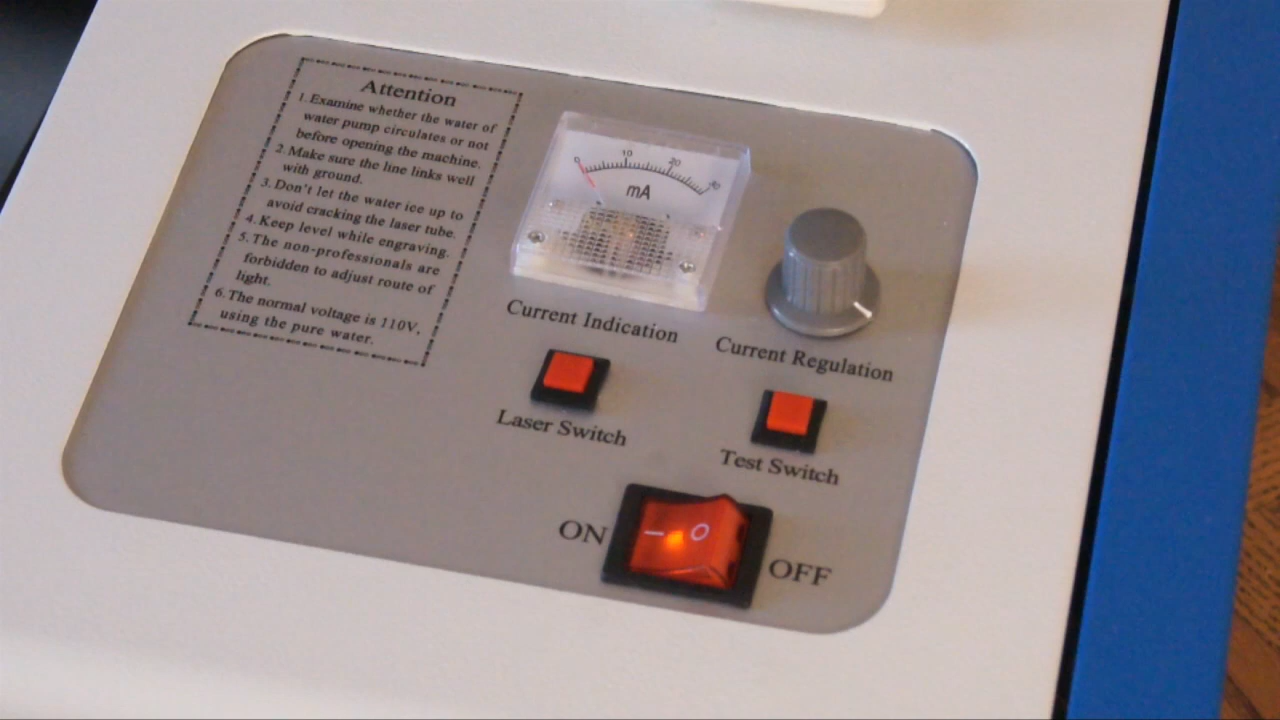 Attention
1. Examine whether the water of
water pump circulates or not
before opening the machine.
2. Make sure the line links well
with ground.
3. Don't let the water ice up to
avoid cracking the laser tube.
4. Keep level while engraving.
5. The non-professionals are
forbidden to adjust route of
light.
6. The normal voltage is 110V,
using the pure water.
0 10 20 30
mA
Current Indication
Current Regulation
Laser Switch
Test Switch
ON
— O
OFF